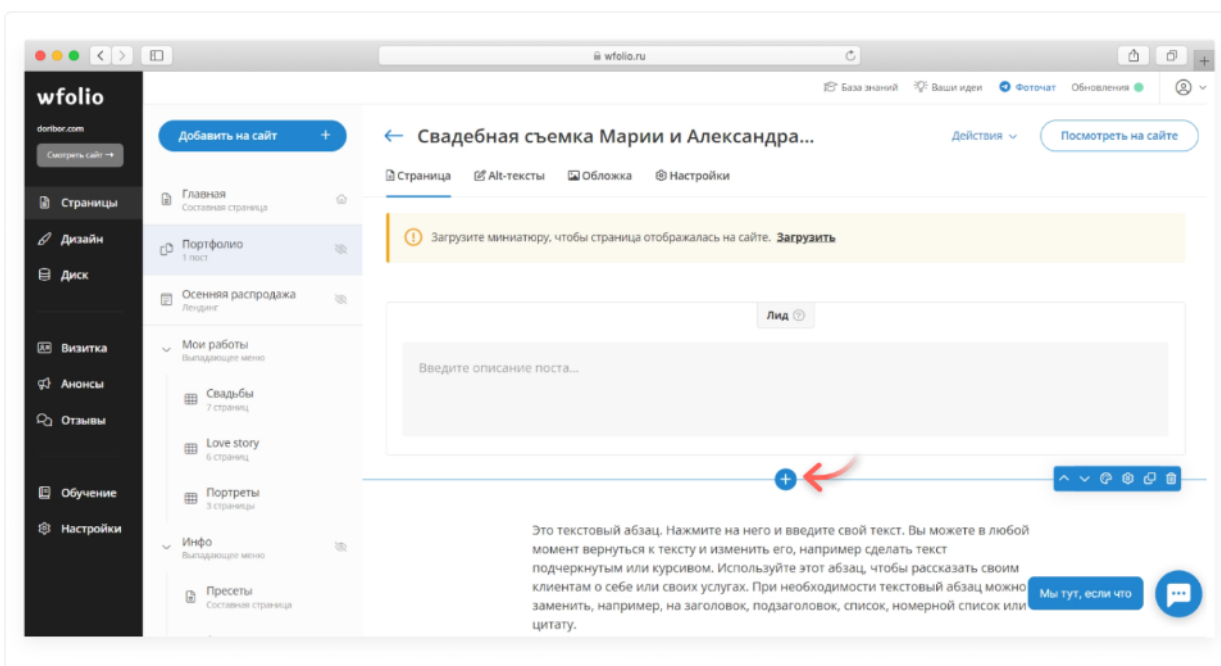 wfolio.ru
База знаний
Ваши идеи
Фоточат
Обновления
wfolio
doribor.com
Смотреть сайт →
Страницы
Дизайн
Диск
Визитка
Анонсы
Отзывы
Обучение
Настройки
Добавить на сайт +
Главная
Составная страница
Портфолио
1 пост
Осенняя распродажа
Лендинг
Мои работы
Выпадающее меню
Свадьбы
7 страниц
Love story
6 страниц
Портреты
3 страницы
Инфо
Выпадающее меню
Пресеты
Составная страница
← Свадебная съемка Марии и Александра...
Действия
Посмотреть на сайте
Страница
Alt-тексты
Обложка
Настройки
Загрузите миниатюру, чтобы страница отображалась на сайте. Загрузить
Лид ?
Введите описание поста...
Это текстовый абзац. Нажмите на него и введите свой текст. Вы можете в любой
момент вернуться к тексту и изменить его, например сделать текст
подчеркнутым или курсивом. Используйте этот абзац, чтобы рассказать своим
клиентам о себе или своих услугах. При необходимости текстовый абзац можно
заменить, например, на заголовок, подзаголовок, список, номерной список или
цитату.
Мы тут, если что